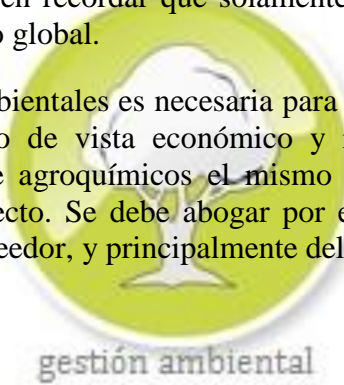 en recordar que solamente
o global.
bientales es necesaria para
o de vista económico y
e agroquímicos el mismo
ecto. Se debe abogar por e
eedor, y principalmente del
gestión ambiental